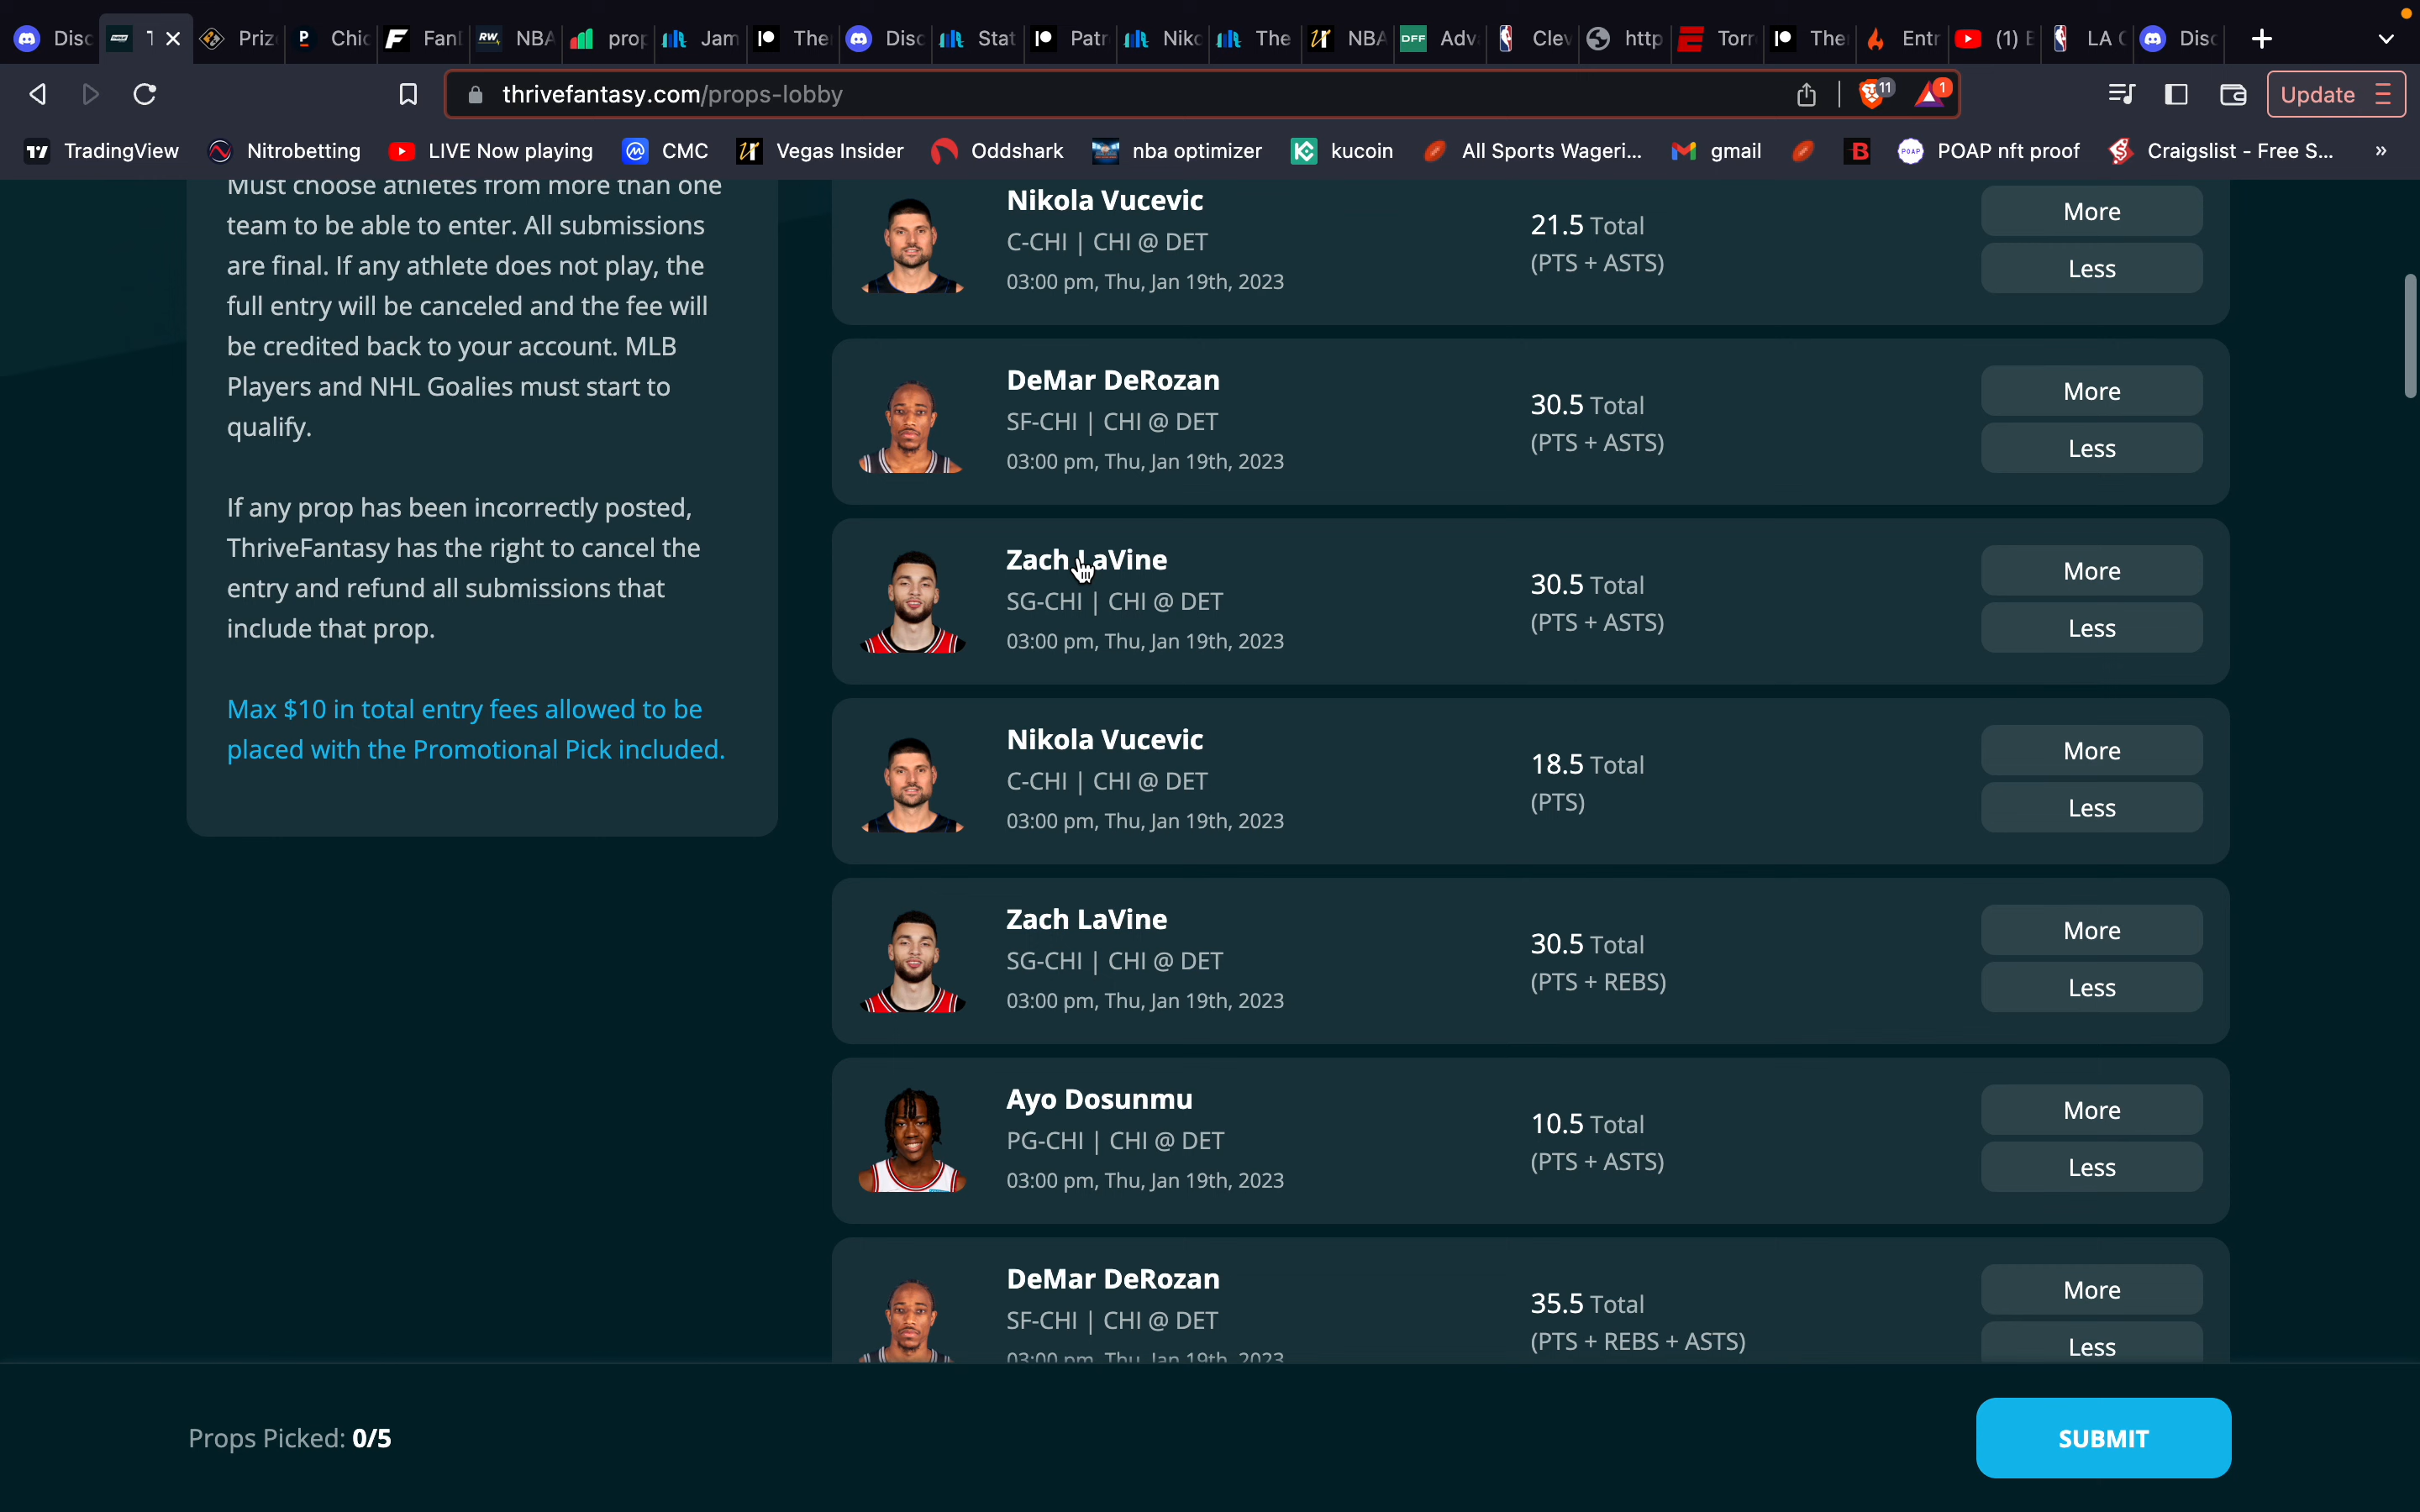 Disc
1
Priz
Chic
Fanl
NBA
prop
Jam
The
Disc
Stat
Patr
Niko
The
NBA
Adv
Clev
http
Torr
The
Entr
(1) E
LA C
Disc
thrivefantasy.com/props-lobby
11
1
Update
TradingView
Nitrobetting
LIVE Now playing
CMC
Vegas Insider
Oddshark
nba optimizer
kucoin
All Sports Wageri...
gmail
POAP nft proof
Craigslist - Free S...
»
Must choose athletes from more than one
team to be able to enter. All submissions
are final. If any athlete does not play, the
full entry will be canceled and the fee will
be credited back to your account. MLB
Players and NHL Goalies must start to
qualify.
If any prop has been incorrectly posted,
ThriveFantasy has the right to cancel the
entry and refund all submissions that
include that prop.
Max $10 in total entry fees allowed to be
placed with the Promotional Pick included.
Nikola Vucevic
C-CHI | CHI @ DET
03:00 pm, Thu, Jan 19th, 2023
21.5 Total
(PTS + ASTS)
More
Less
DeMar DeRozan
SF-CHI | CHI @ DET
03:00 pm, Thu, Jan 19th, 2023
30.5 Total
(PTS + ASTS)
More
Less
Zach LaVine
SG-CHI | CHI @ DET
03:00 pm, Thu, Jan 19th, 2023
30.5 Total
(PTS + ASTS)
More
Less
Nikola Vucevic
C-CHI | CHI @ DET
03:00 pm, Thu, Jan 19th, 2023
18.5 Total
(PTS)
More
Less
Zach LaVine
SG-CHI | CHI @ DET
03:00 pm, Thu, Jan 19th, 2023
30.5 Total
(PTS + REBS)
More
Less
Ayo Dosunmu
PG-CHI | CHI @ DET
03:00 pm, Thu, Jan 19th, 2023
10.5 Total
(PTS + ASTS)
More
Less
DeMar DeRozan
SF-CHI | CHI @ DET
03:00 pm, Thu, Jan 19th, 2023
35.5 Total
(PTS + REBS + ASTS)
More
Less
Props Picked: 0/5
SUBMIT